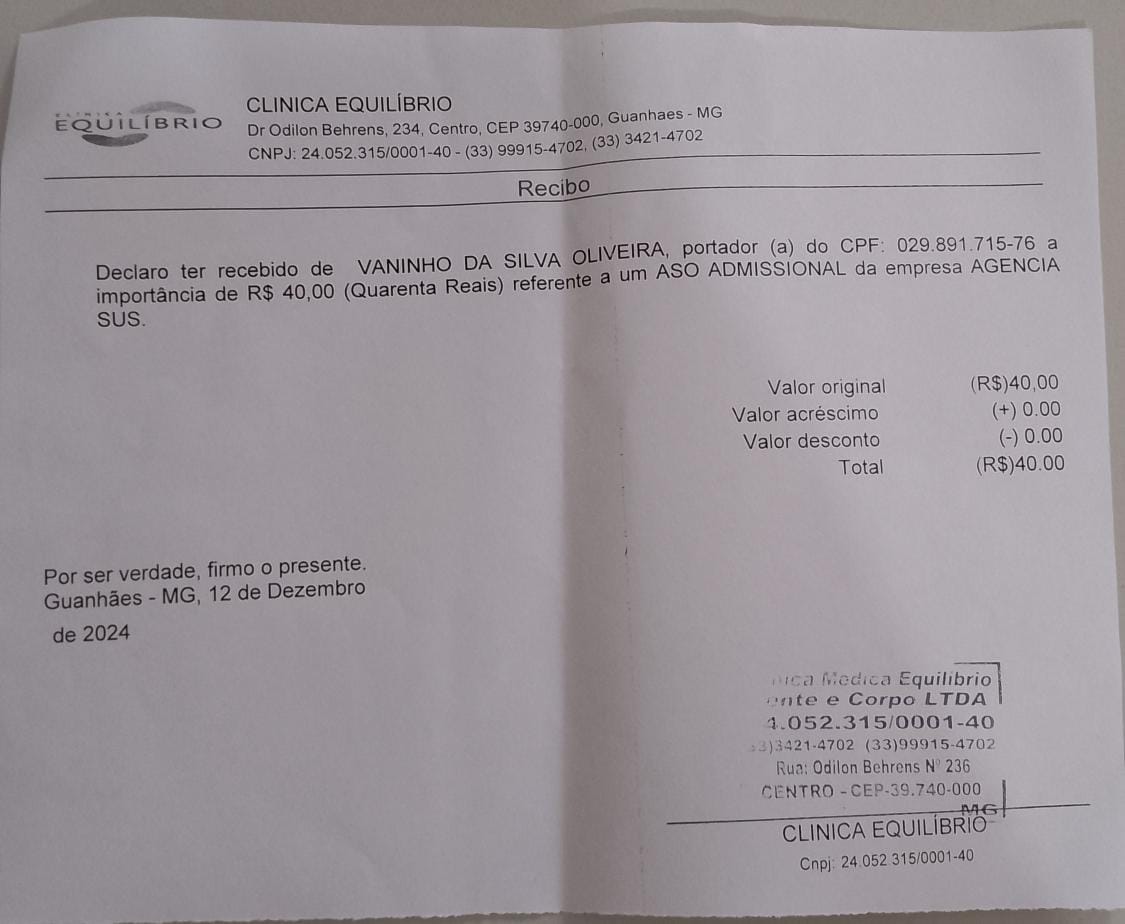 CLINICA
EQUILÍBRIO
CLINICA EQUILÍBRIO
Dr Odilon Behrens, 234, Centro, CEP 39740-000, Guanhaes - MG
CNPJ: 24.052.315/0001-40 - (33) 99915-4702, (33) 3421-4702
Recibo
Declaro ter recebido de VANINHO DA SILVA OLIVEIRA, portador (a) do CPF: 029.891.715-76 a
importância de R$ 40,00 (Quarenta Reais) referente a um ASO ADMISSIONAL da empresa AGENCIA
SUS.
Valor original (R$)40,00
Valor acréscimo (+) 0.00
Valor desconto (-) 0.00
Total (R$)40.00
Por ser verdade, firmo o presente.
Guanhães - MG, 12 de Dezembro
de 2024
Medica Equilibrio
e Corpo LTDA
4.052.315/0001-40
3)3421-4702 (33)99915-4702
Rua: Odilon Behrens Nº 236
CENTRO - CEP-39.740-000
MG
CLINICA EQUILÍBRIO
Cnpj: 24.052.315/0001-40